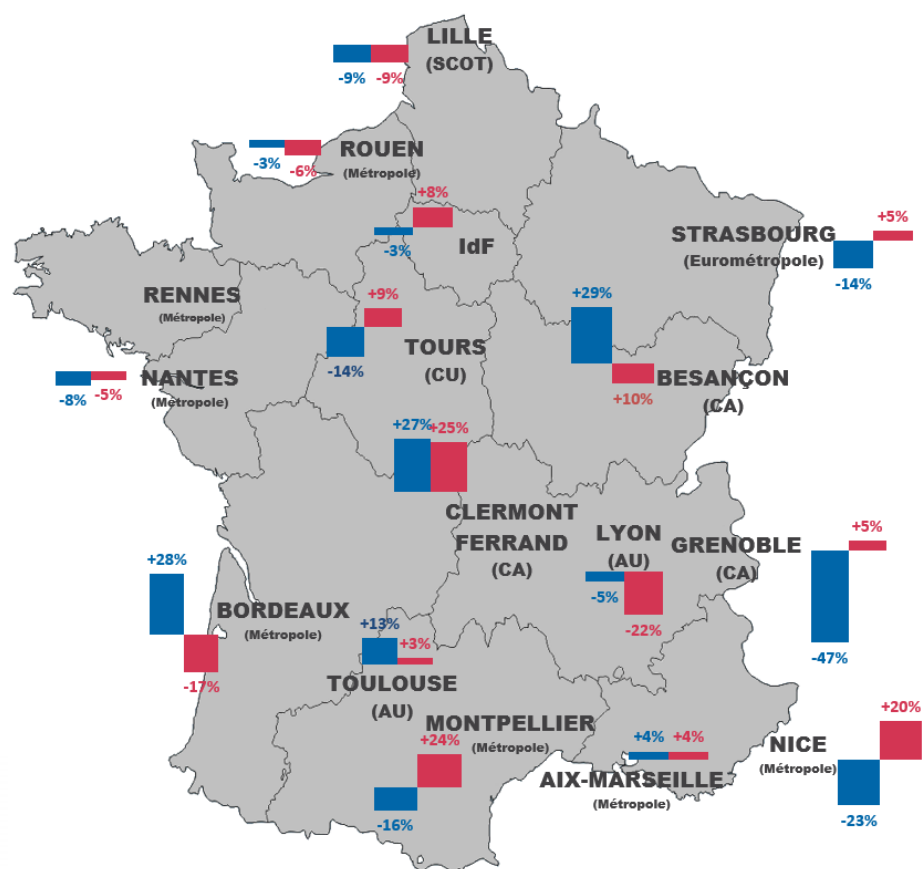 LILLE
(SCOT)
-9% -9%
ROUEN
(Métropole)
-3%
-6%
+8%
IdF
-3%
STRASBOURG
(Eurométropole)
+5%
-14%
RENNES
(Métropole)
+9%
TOURS
(CU)
-14%
+29%
BESANÇON
(CA)
+10%
NANTES
(Métropole)
-8%
-5%
+27%
+25%
CLERMONT
FERRAND
(CA)
LYON
(AU)
-5%
-22%
GRENOBLE
(CA)
+5%
-47%
+28%
BORDEAUX
(Métropole)
-17%
+13%
+3%
TOULOUSE
(AU)
MONTPELLIER
(Métropole)
+24%
-16%
+4% +4%
AIX-MARSEILLE
(Métropole)
NICE
(Métropole)
+20%
-23%